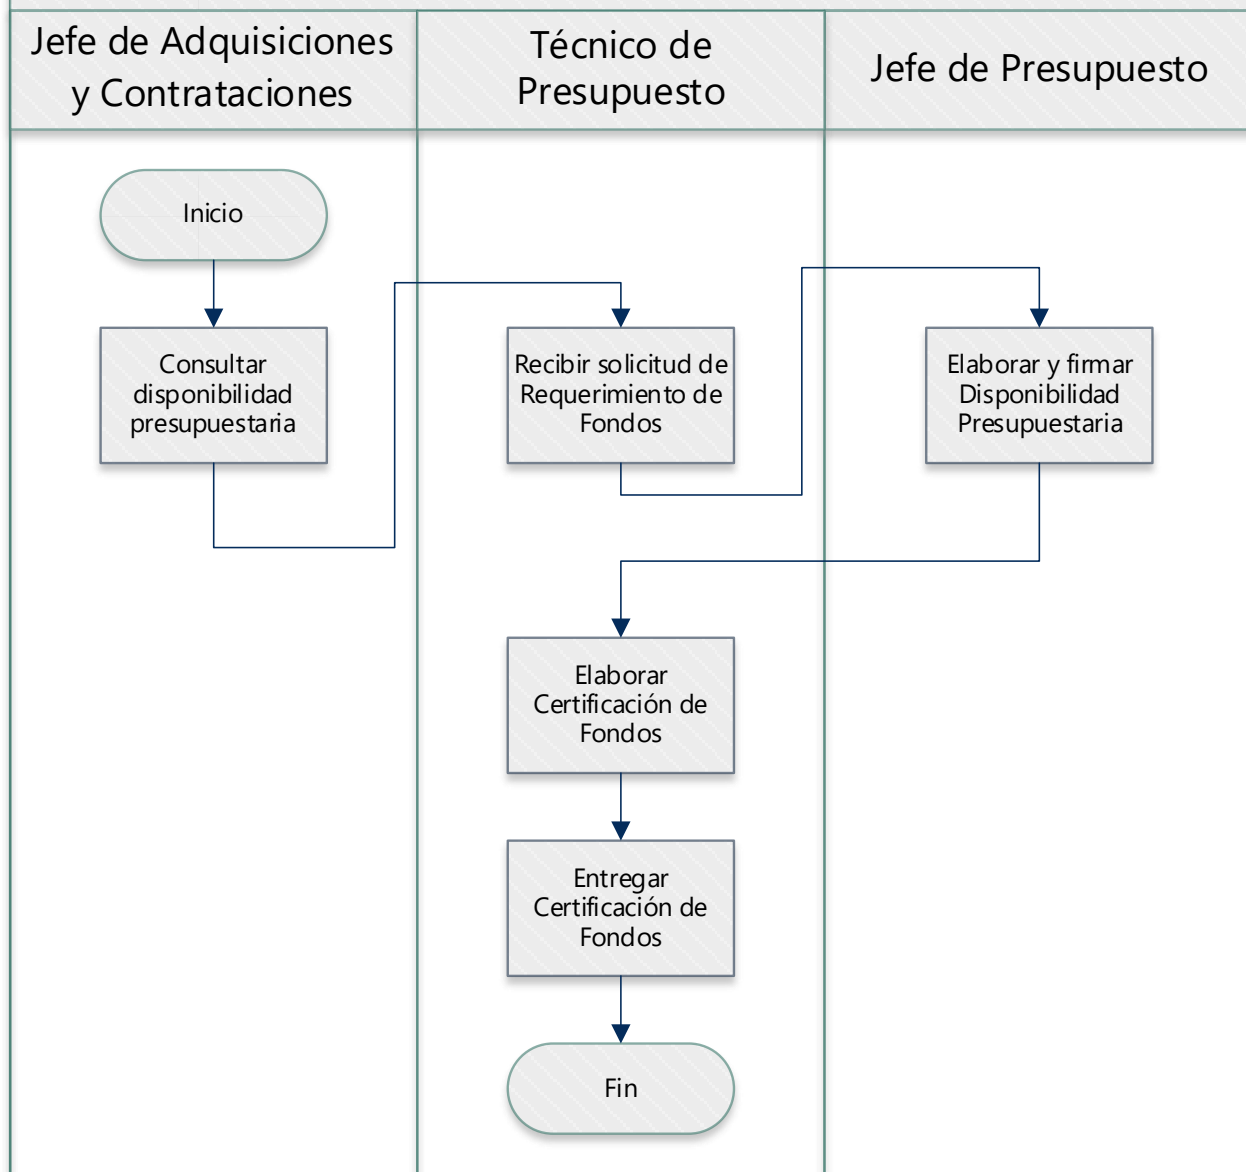 Jefe de Adquisiciones
y Contrataciones
Técnico de
Presupuesto
Jefe de Presupuesto
Inicio
Consultar
disponibilidad
presupuestaria
Recibir solicitud de
Requerimiento de
Fondos
Elaborar y firmar
Disponibilidad
Presupuestaria
Elaborar
Certificación de
Fondos
Entregar
Certificación de
Fondos
Fin